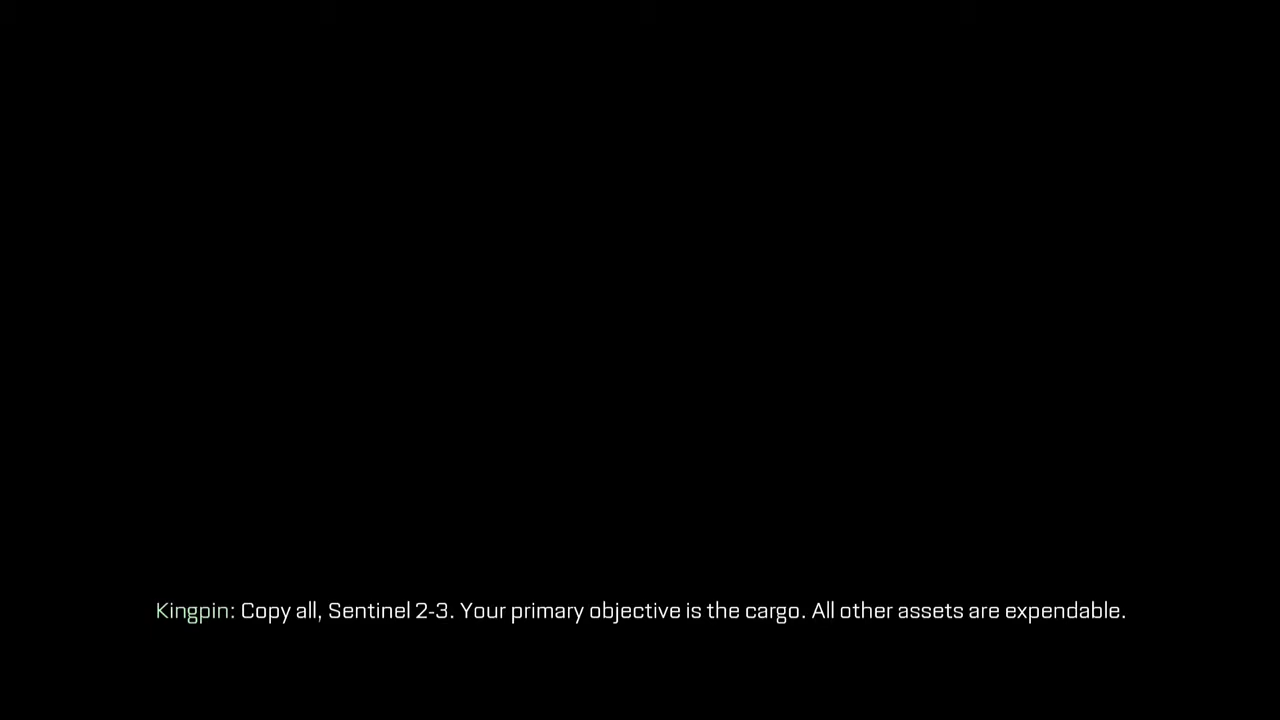 Kingpin: Copy all, Sentinel 2-3. Your primary objective is the cargo. All other assets are expendable.